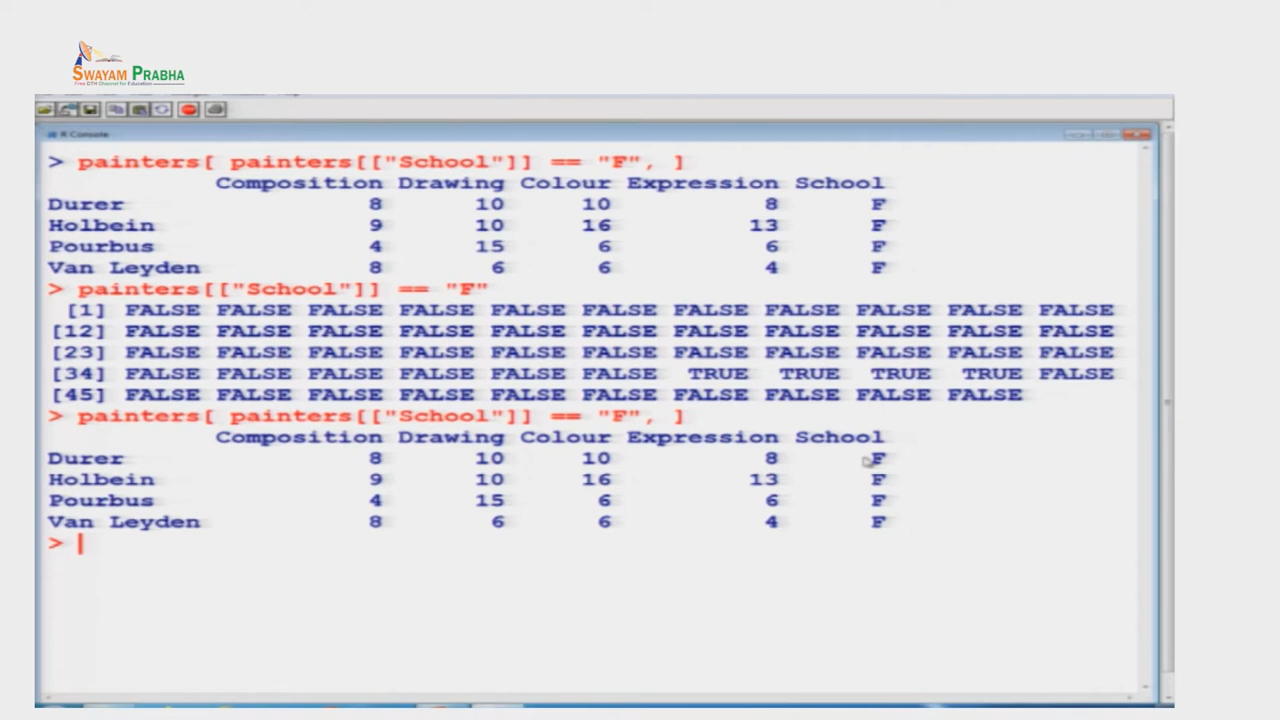 SWAYAM PRABHA
Free DTH Channel for Education
R Console
> painters[ painters[["School"]] == "F", ]
Composition Drawing Colour Expression School
Durer 8 10 10 8 F
Holbein 9 10 16 13 F
Pourbus 4 15 6 6 F
Van Leyden 8 6 6 4 F
> painters[["School"]] == "F"
[1] FALSE FALSE FALSE FALSE FALSE FALSE FALSE FALSE FALSE FALSE FALSE
[12] FALSE FALSE FALSE FALSE FALSE FALSE FALSE FALSE FALSE FALSE FALSE
[23] FALSE FALSE FALSE FALSE FALSE FALSE FALSE FALSE FALSE FALSE FALSE
[34] FALSE FALSE FALSE FALSE FALSE FALSE TRUE TRUE TRUE TRUE FALSE
[45] FALSE FALSE FALSE FALSE FALSE FALSE FALSE FALSE FALSE FALSE
> painters[ painters[["School"]] == "F", ]
Composition Drawing Colour Expression School
Durer 8 10 10 8 F
Holbein 9 10 16 13 F
Pourbus 4 15 6 6 F
Van Leyden 8 6 6 4 F
>